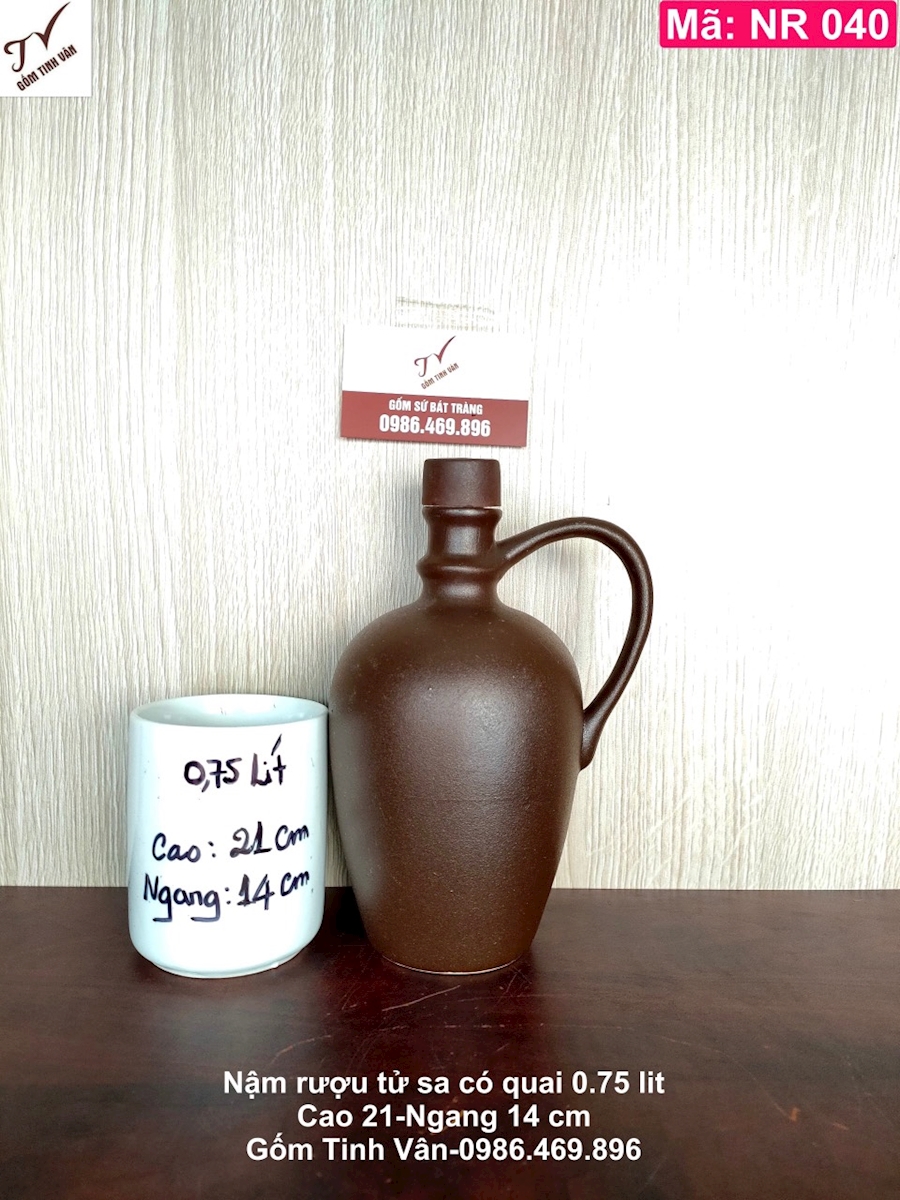 TV
GỐM TINH VÂN
Mã: NR 040
TV
GỐM TINH VÂN
GỐM SỨ BÁT TRÀNG
0986.469.896
0,75 Lít
Cao: 21 cm
Ngang: 14 cm
Nậm rượu tử sa có quai 0.75 lit
Cao 21-Ngang 14 cm
Gốm Tinh Vân-0986.469.896